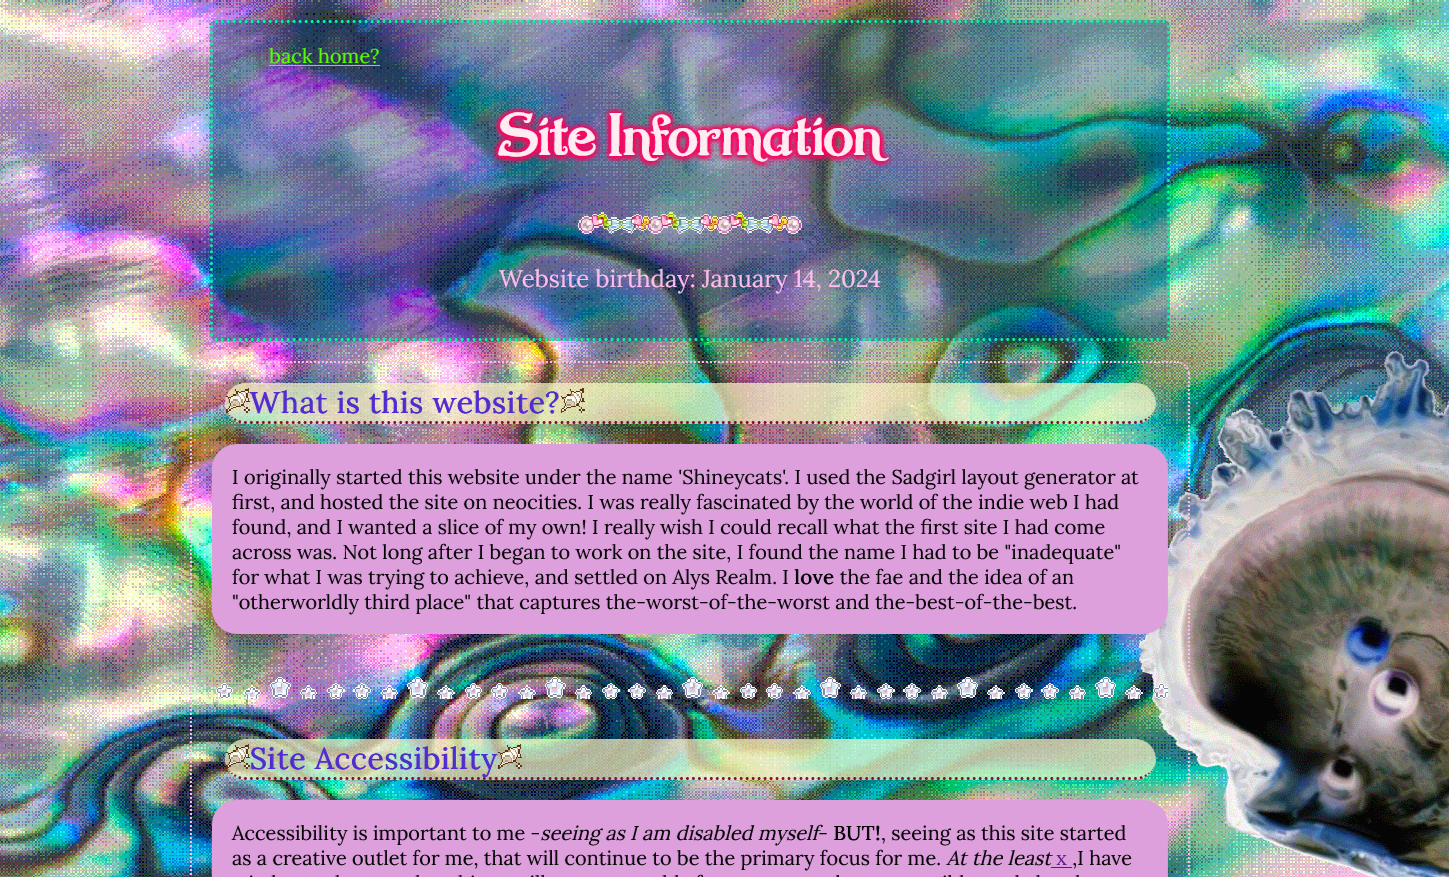 back home?
Site Information
Website birthday: January 14, 2024
What is this website?
I originally started this website under the name 'Shineycats'. I used the Sadgirl layout generator at
first, and hosted the site on neocities. I was really fascinated by the world of the indie web I had
found, and I wanted a slice of my own! I really wish I could recall what the first site I had come
across was. Not long after I began to work on the site, I found the name I had to be "inadequate"
for what I was trying to achieve, and settled on Alys Realm. I love the fae and the idea of an
"otherworldly third place" that captures the-worst-of-the-worst and the-best-of-the-best.
Site Accessibility
Accessibility is important to me -seeing as I am disabled myself- BUT!, seeing as this site started
as a creative outlet for me, that will continue to be the primary focus for me. At the least x ,I have